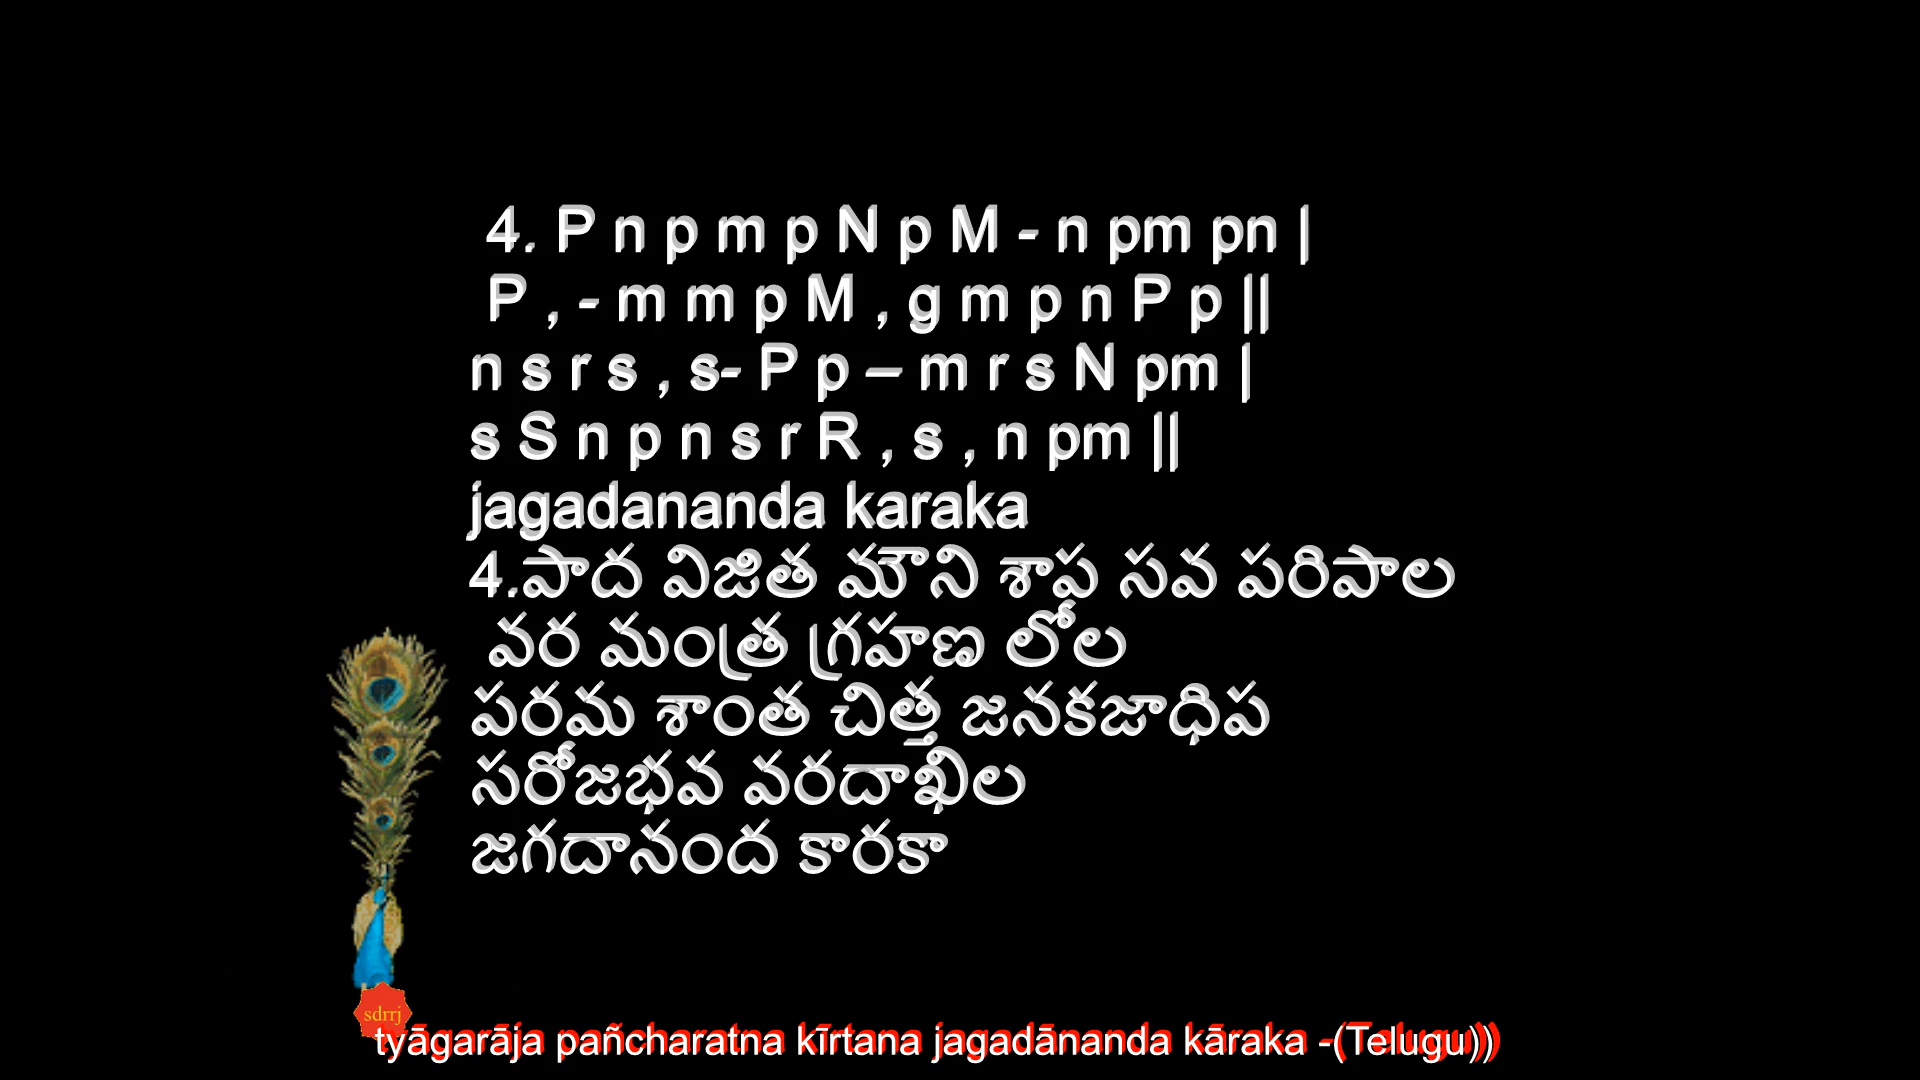 4. P n p m p N p M - n pm pn |
P , - m m p M , g m p n P p ||
n s r s , s- P p – m r s N pm |
s S n p n s r R , s , n pm ||
jagadananda karaka
4.పాద విజిత మౌని శాప సవ పరిపాల
వర మంత్ర గ్రహణ లోల
పరమ శాంత చిత్త జనకజాధిప
సరోజభవ వరదాఖిల
జగదానంద కారకా
sdrrj
tyāgarāja pañcharatna kīrtana jagadānanda kāraka -(Telugu))